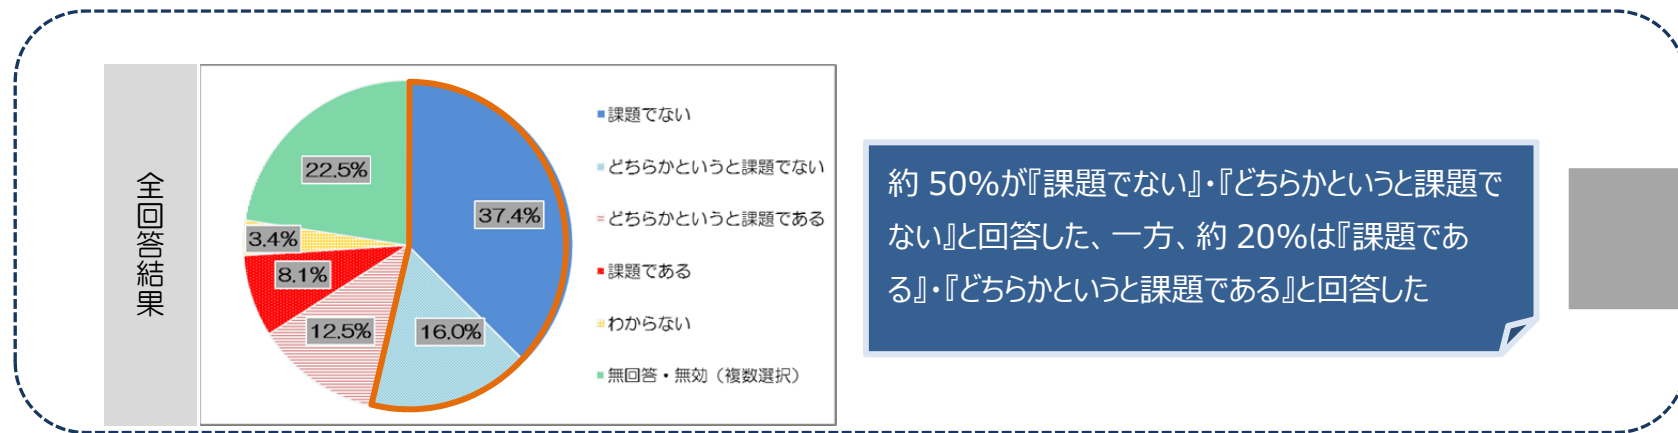 全回答結果
22.5%
37.4%
3.4%
8.1%
12.5%
16.0%
課題でない
どちらかというと課題でない
どちらかというと課題である
課題である
わからない
無回答・無効（複数選択）
約 50%が『課題でない』・『どちらかというと課題で
ない』と回答した、一方、約 20%は『課題であ
る』・『どちらかというと課題である』と回答した